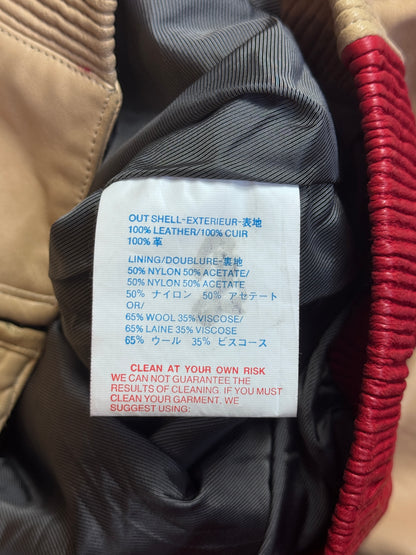 OUT SHELL-EXTERIEUR-表地
100% LEATHER/100% CUIR
100% 革
LINING/DOUBLURE-裏地
50% NYLON 50% ACETATE/
50% NYLON 50% ACETATE/
50% ナイロン 50% アセテート
OR/
65% WOOL 35% VISCOSE/
65% LAINE 35% VISCOSE
65% ウール 35% ビスコース
CLEAN AT YOUR OWN RISK
WE CAN NOT GUARANTEE THE
RESULTS OF CLEANING. IF YOU MUST
CLEAN YOUR GARMENT, WE
SUGGEST USING: